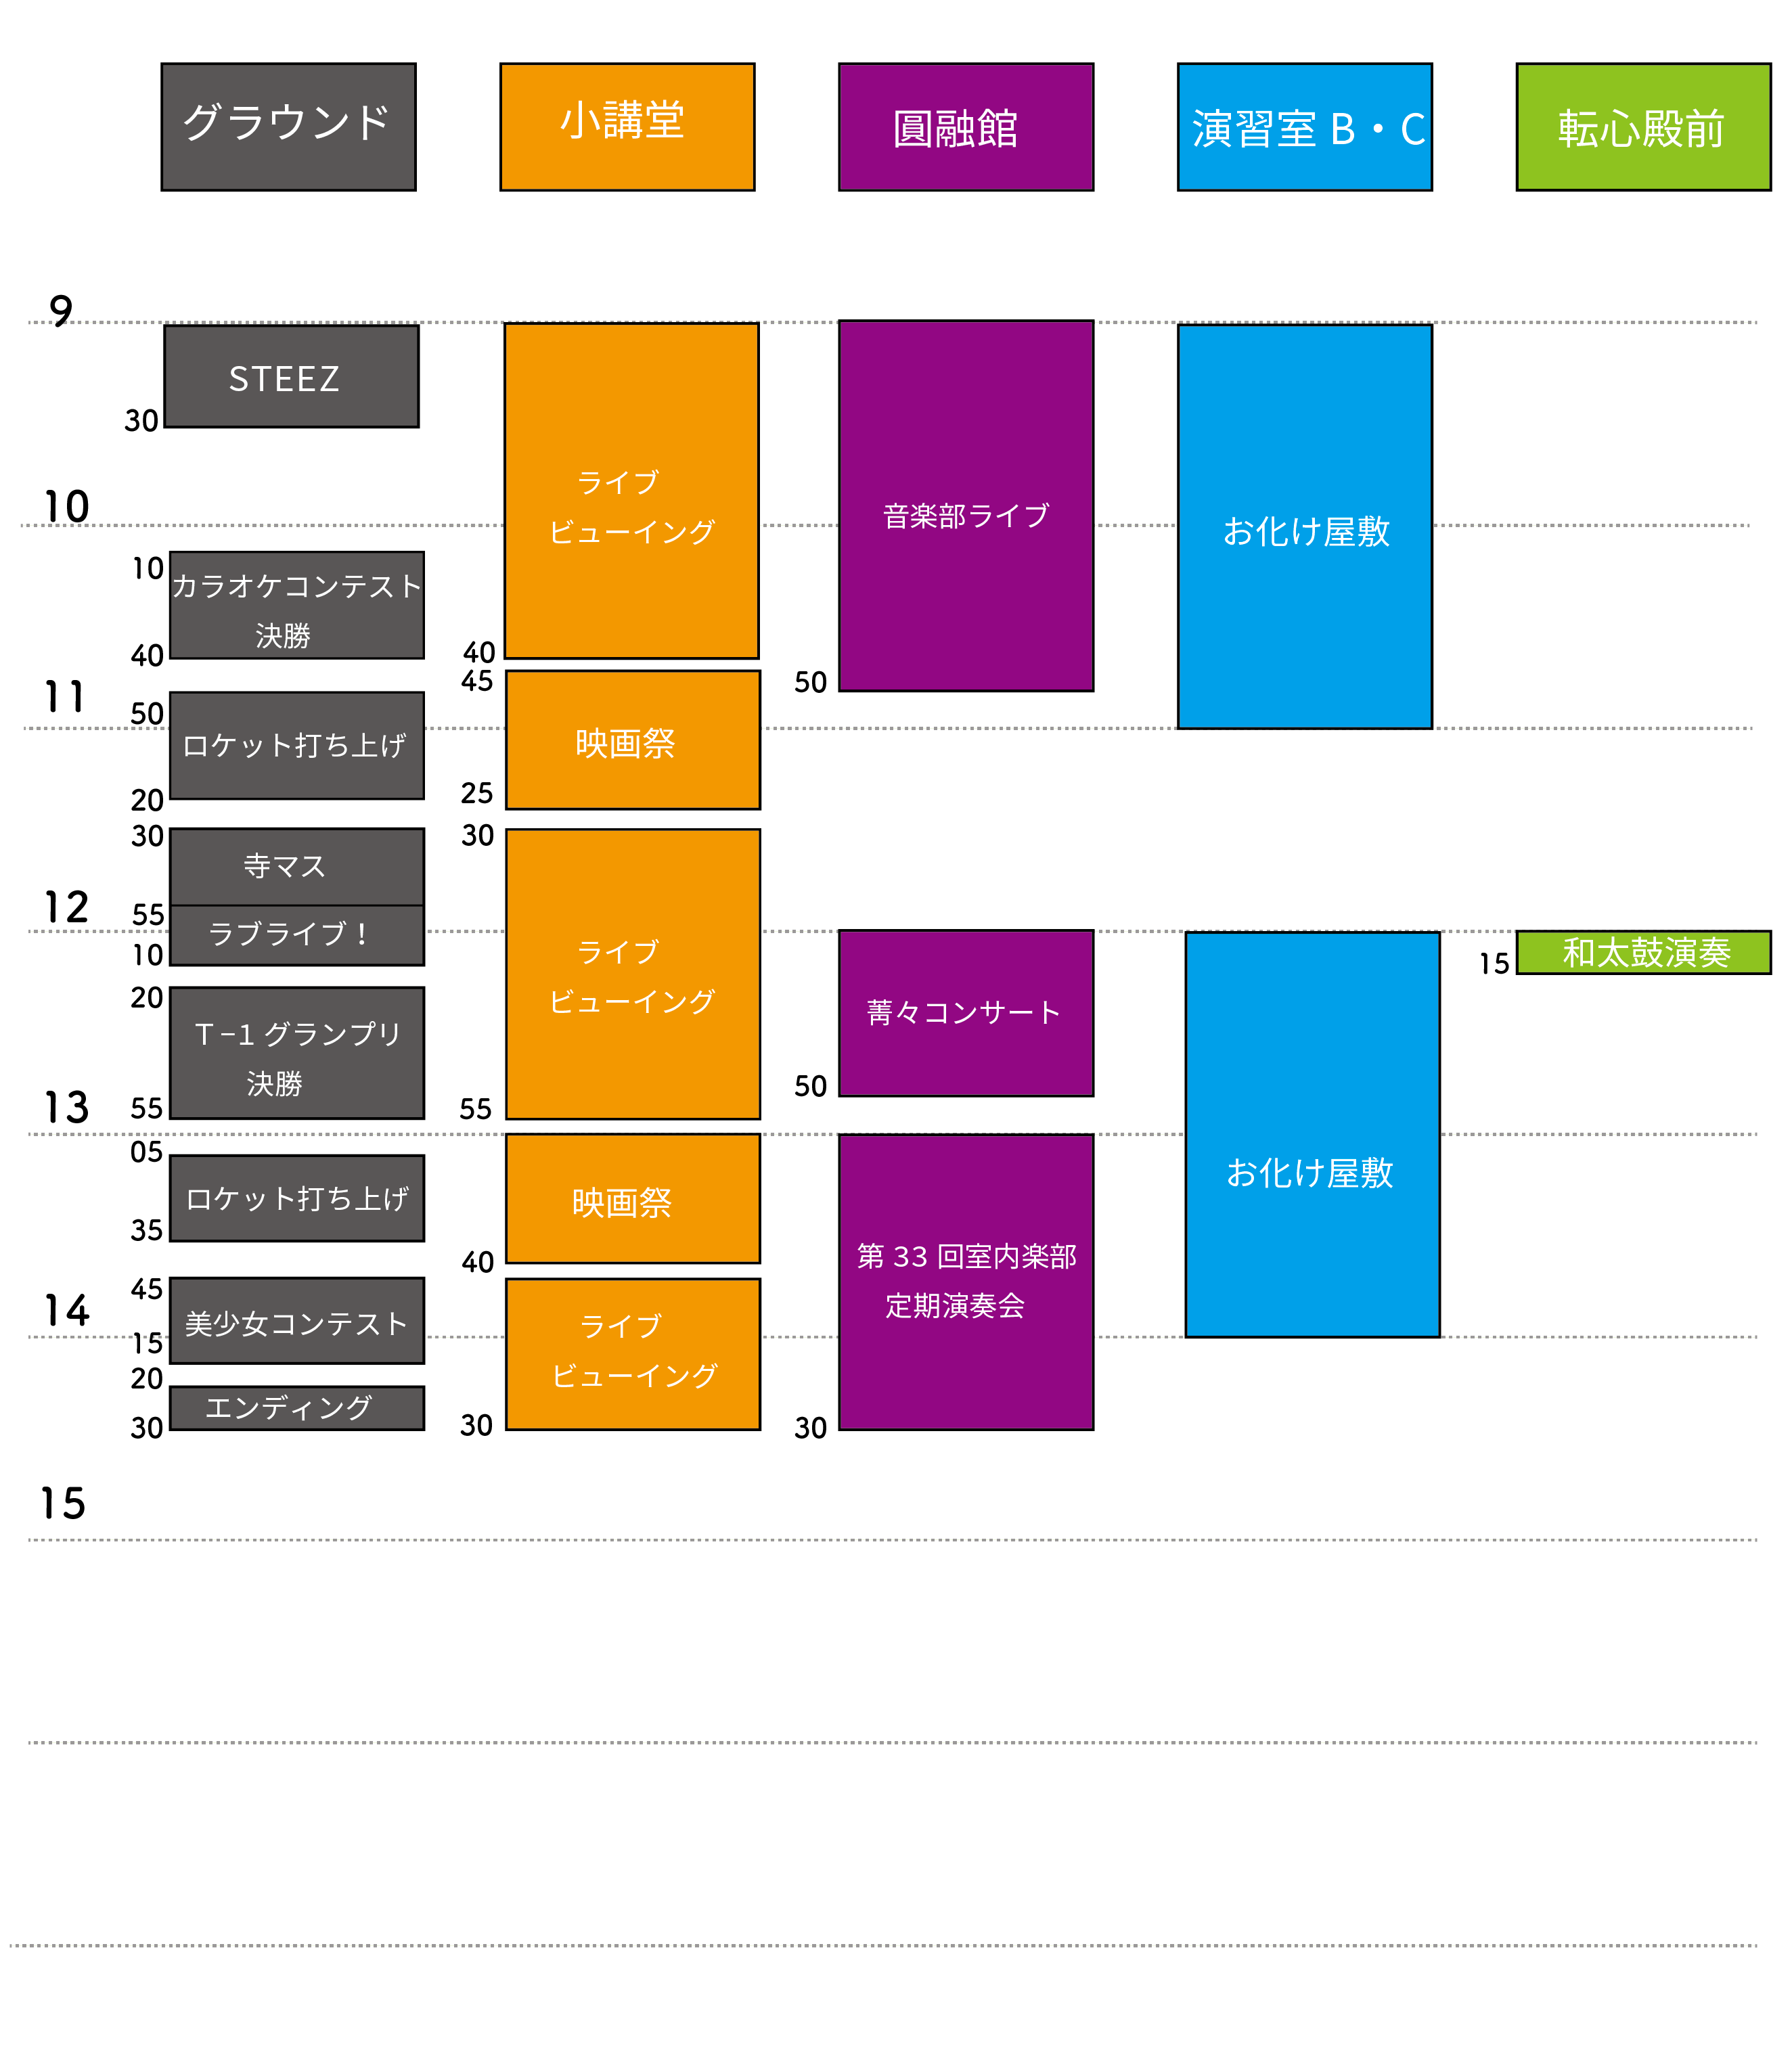 グラウンド
小講堂
圓融館
演習室 B・C
転心殿前
9
STEEZ
30
ライブ
ビューイング
音楽部ライブ
お化け屋敷
10
10
カラオケコンテスト
決勝
40
40
45
50
11
50
ロケット打ち上げ
映画祭
20
25
30
30
寺マス
12
55
ラブライブ！
10
ライブ
ビューイング
和太鼓演奏
15
20
T−1 グランプリ
決勝
菁々コンサート
50
13
55
55
05
ロケット打ち上げ
35
映画祭
40
お化け屋敷
第 33 回室内楽部
定期演奏会
14
45
美少女コンテスト
15
ライブ
ビューイング
20
エンディング
30
30
30
15